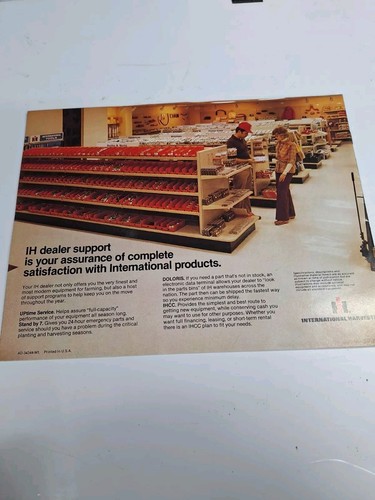 IH dealer support
is your assurance of complete
satisfaction with International products.
Your IH dealer not only offers you the very finest and
most modern equipment for farming, but also a host
of support programs to help keep you on the move
throughout the year.
UPtime Service. Helps assure "full-capacity"
performance of your equipment all season long.
Stand by 7. Gives you 24-hour emergency parts and
service should you have a problem during the critical
planting and harvesting seasons.
DOLORIS. If you need a part that's not in stock, an
electronic data terminal allows your dealer to "look
in the parts bins" of IH warehouses across the
nation. The part then can be shipped the fastest way
so you experience minimum delay.
IHCC. Provides the simplest and best route to
getting new equipment, while conserving cash you
may want to use for other purposes. Whether you
want full financing, leasing, or short-term rental
there is an IHCC plan to fit your needs.
INTERNATIONAL
Printed in U.S.A.